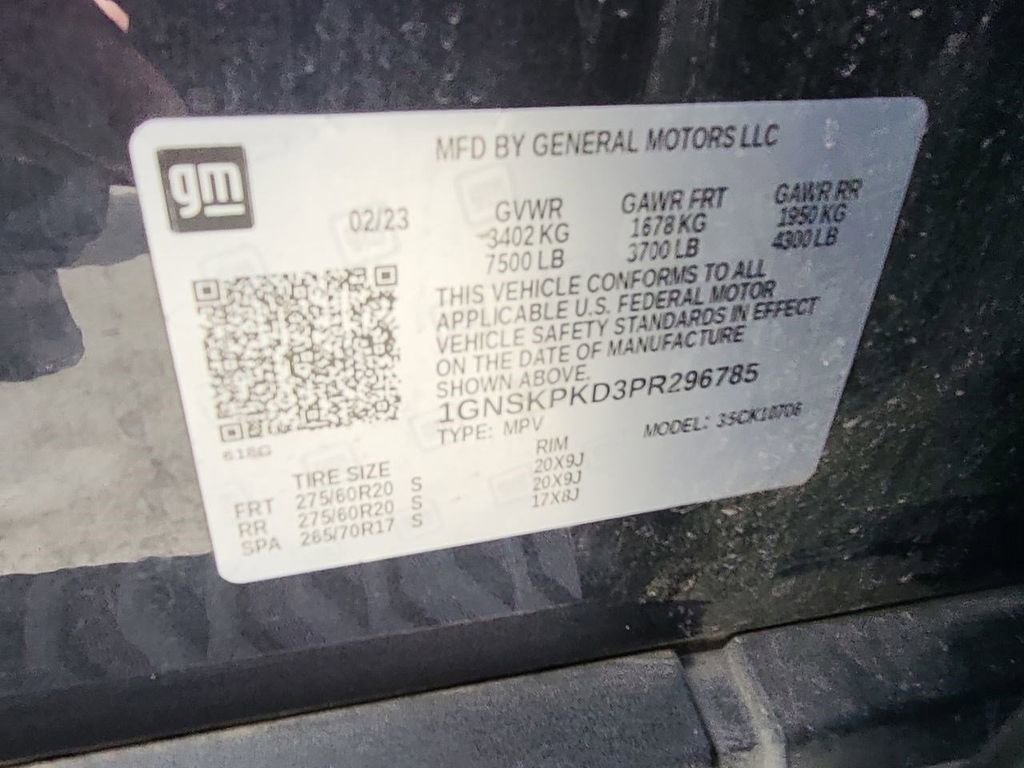 gm
MFD BY GENERAL MOTORS LLC
02/23
GVWR
3402 KG
7500 LB
GAWR FRT
1678 KG
3700 LB
GAWR RR
1950 KG
4300 LB
THIS VEHICLE CONFORMS TO ALL
APPLICABLE U.S. FEDERAL MOTOR
VEHICLE SAFETY STANDARDS IN EFFECT
ON THE DATE OF MANUFACTURE
SHOWN ABOVE.
1GNSKPKD3PR296785
TYPE: MPV
MODEL: 3SCK10706
618G
TIRE SIZE RIM
FRT 275/60R20 S 20X9J
RR 275/60R20 S 20X9J
SPA 265/70R17 S 17X8J